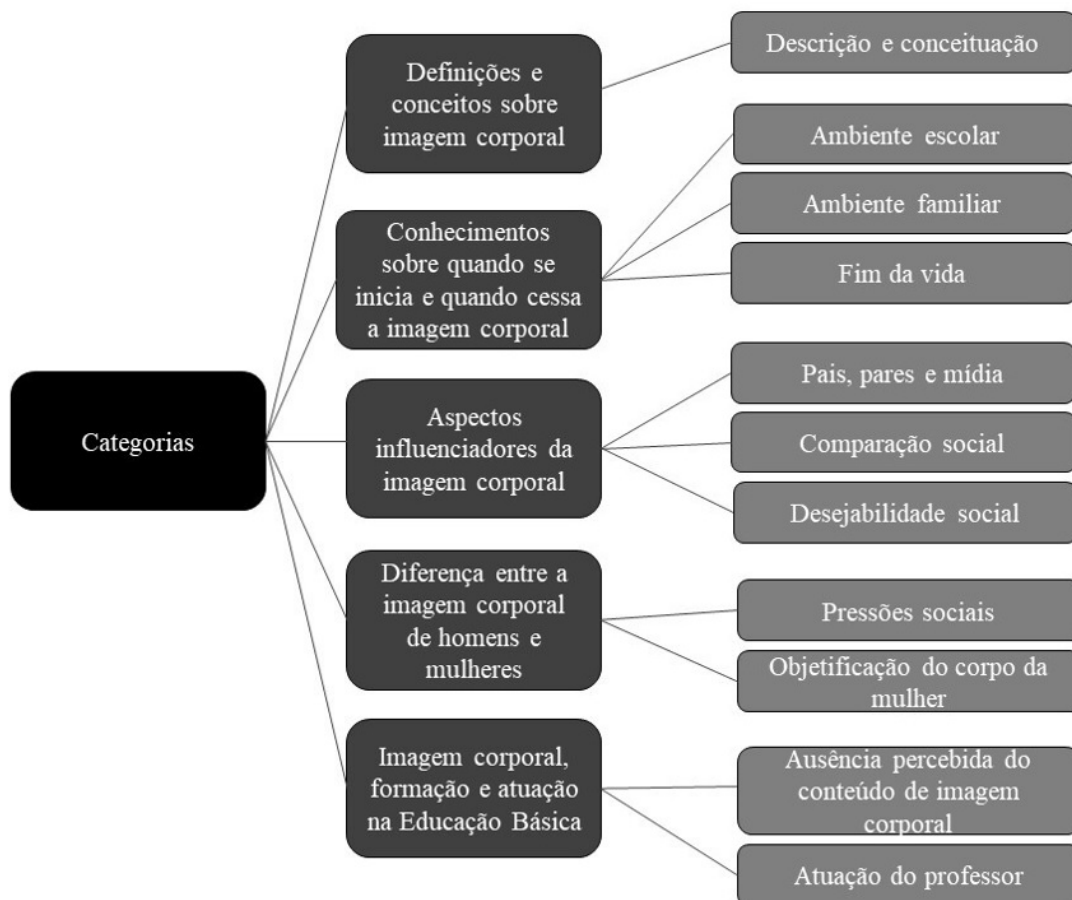 Categorias
Definições e
conceitos sobre
imagem corporal
Descrição e conceituação
Conhecimentos
sobre quando se
inicia e quando cessa
a imagem corporal
Ambiente escolar
Ambiente familiar
Fim da vida
Aspectos
influenciadores da
imagem corporal
Pais, pares e mídia
Comparação social
Desejabilidade social
Diferença entre a
imagem corporal
de homens e
mulheres
Pressões sociais
Objetificação do corpo da
mulher
Imagem corporal,
formação e atuação
na Educação Básica
Ausência percebida do
conteúdo de imagem
corporal
Atuação do professor